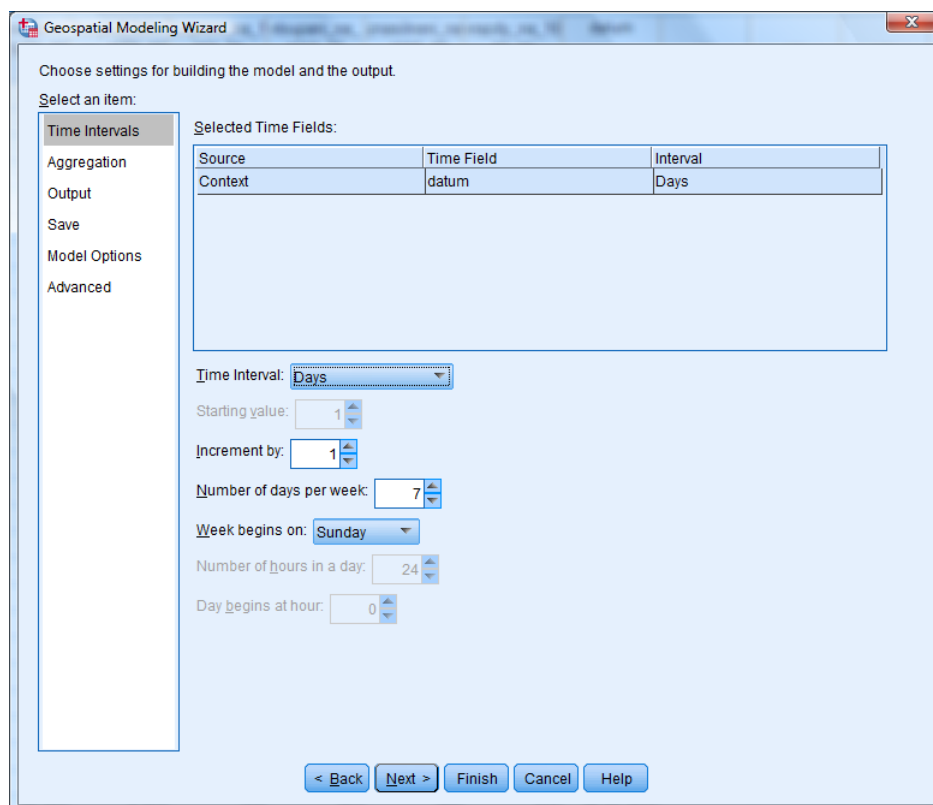 Geospatial Modeling Wizard
Choose settings for building the model and the output.
Select an item:
Time Intervals
Aggregation
Output
Save
Model Options
Advanced
Selected Time Fields:
Source Time Field Interval
Context datum Days
Time Interval: Days
Starting value: 1
Increment by: 1
Number of days per week: 7
Week begins on: Sunday
Number of hours in a day: 24
Day begins at hour: 0
< Back Next > Finish Cancel Help